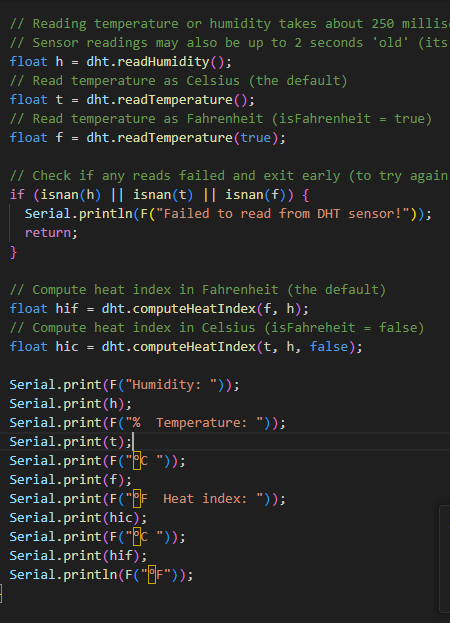 // Reading temperature or humidity takes about 250
// Sensor readings may also be up to 2 seconds 'old' (its
float h = dht.readHumidity();
// Read temperature as Celsius (the default)
float t = dht.readTemperature();
// Read temperature as Fahrenheit (isFahrenheit = true)
float f = dht.readTemperature(true);
// Check if any reads failed and exit early (to try again
if (isnan(h) || isnan(t) || isnan(f)) {
Serial.println(F("Failed to read from DHT sensor!"));
return;
}
// Compute heat index in Fahrenheit (the default)
float hif = dht.computeHeatIndex(f, h);
// Compute heat index in Celsius (isFahreheit = false)
float hic = dht.computeHeatIndex(t, h, false);
Serial.print(F("Humidity: "));
Serial.print(h);
Serial.print(F("%  Temperature: "));
Serial.print(t);
Serial.print(F("°C "));
Serial.print(f);
Serial.print(F("°F  Heat index: "));
Serial.print(hic);
Serial.print(F("°C "));
Serial.print(hif);
Serial.println(F("°F"));